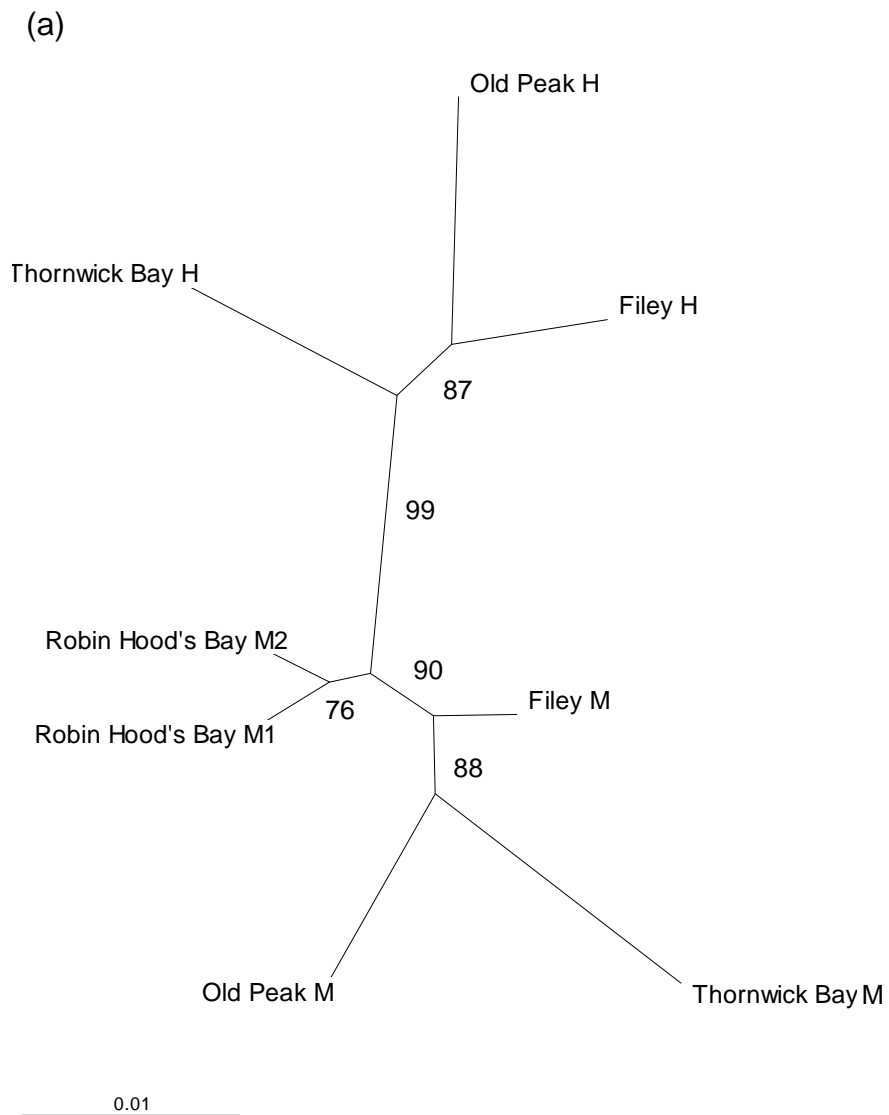 (a)
Old Peak H
Thornwick Bay H
Filey H
87
99
Robin Hood's Bay M2
90
76
Filey M
Robin Hood's Bay M1
88
Old Peak M
Thornwick Bay M
0.01